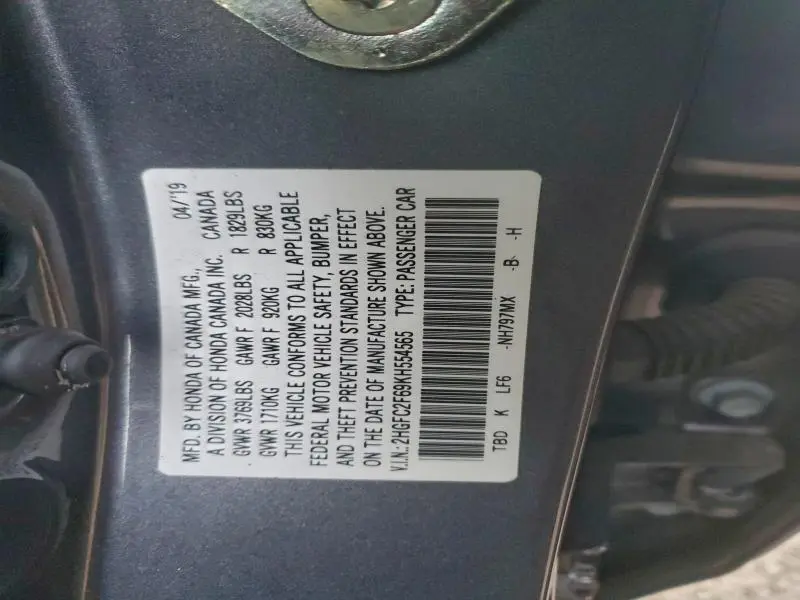 MFD. BY HONDA OF CANADA MFG., 04/'19
A DIVISION OF HONDA CANADA INC. CANADA
GVWR 3769LBS GAWR F 2028LBS R 1829LBS
GVWR 1710KG GAWR F 920KG R 830KG
THIS VEHICLE CONFORMS TO ALL APPLICABLE
FEDERAL MOTOR VEHICLE SAFETY, BUMPER,
AND THEFT PREVENTION STANDARDS IN EFFECT
ON THE DATE OF MANUFACTURE SHOWN ABOVE.
V.I.N.: 2HGFC2F69KH554565 TYPE: PASSENGER CAR
TBD K LF6 -NH797MX -B -H